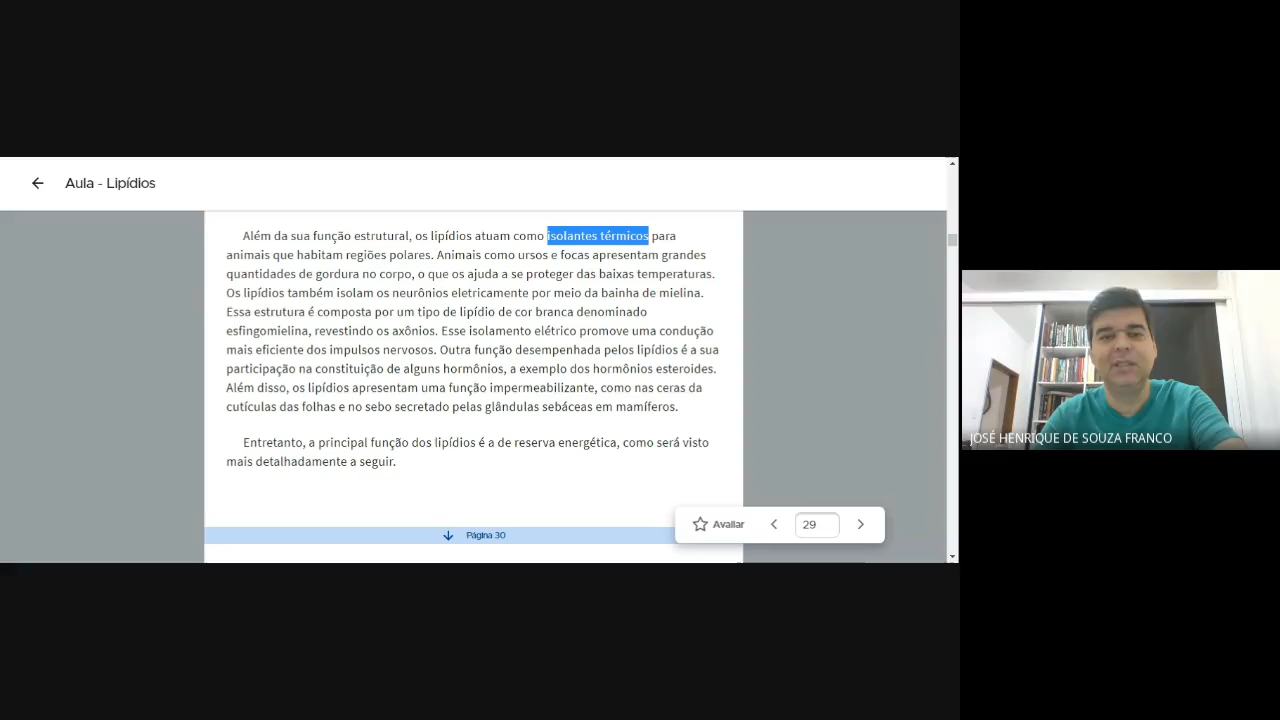 Aula - Lipídios
Além da sua função estrutural, os lipídios atuam como isolantes térmicos para
animais que habitam regiões polares. Animais como ursos e focas apresentam grandes
quantidades de gordura no corpo, o que os ajuda a se proteger das baixas temperaturas.
Os lipídios também isolam os neurônios eletricamente por meio da bainha de mielina.
Essa estrutura é composta por um tipo de lipídio de cor branca denominado
esfingomielina, revestindo os axônios. Esse isolamento elétrico promove uma condução
mais eficiente dos impulsos nervosos. Outra função desempenhada pelos lipídios é a sua
participação na constituição de alguns hormônios, a exemplo dos hormônios esteroides.
Além disso, os lipídios apresentam uma função impermeabilizante, como nas ceras da
cutículas das folhas e no sebo secretado pelas glândulas sebáceas em mamíferos.
Entretanto, a principal função dos lipídios é a de reserva energética, como será visto
mais detalhadamente a seguir.
Avaliar
29
Página 30
JOSÉ HENRIQUE DE SOUZA FRANCO